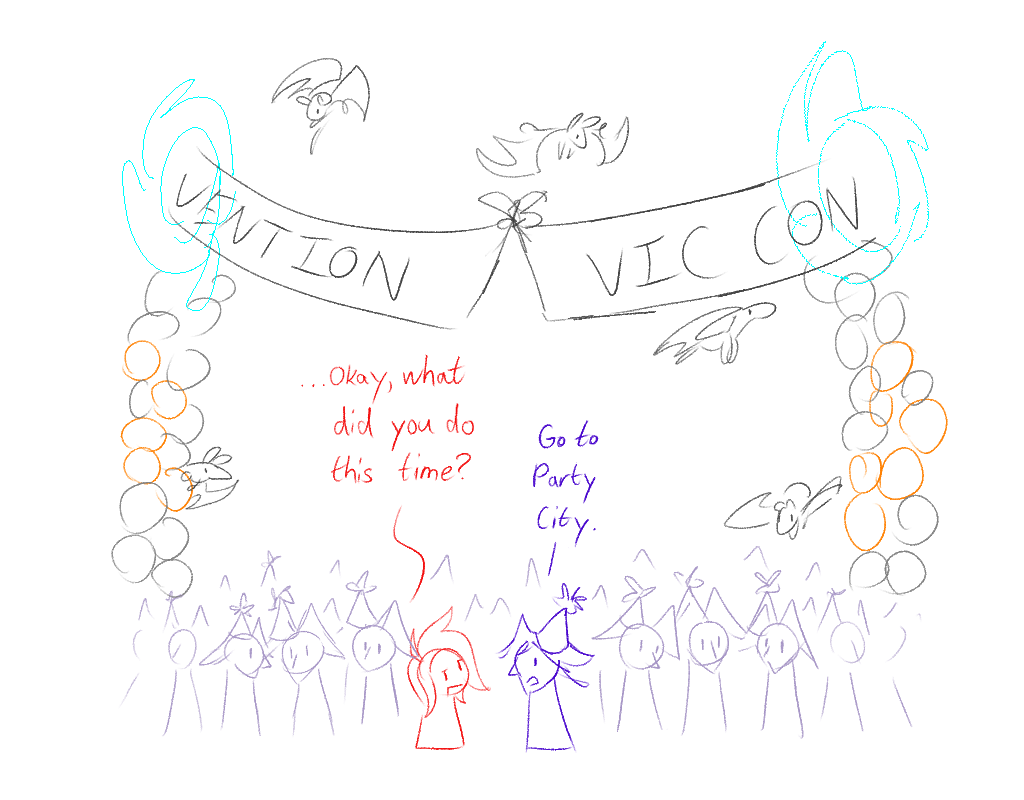 VENTION
VIC CON
...Okay, what
did you do
this time?
Go to
Party
City.